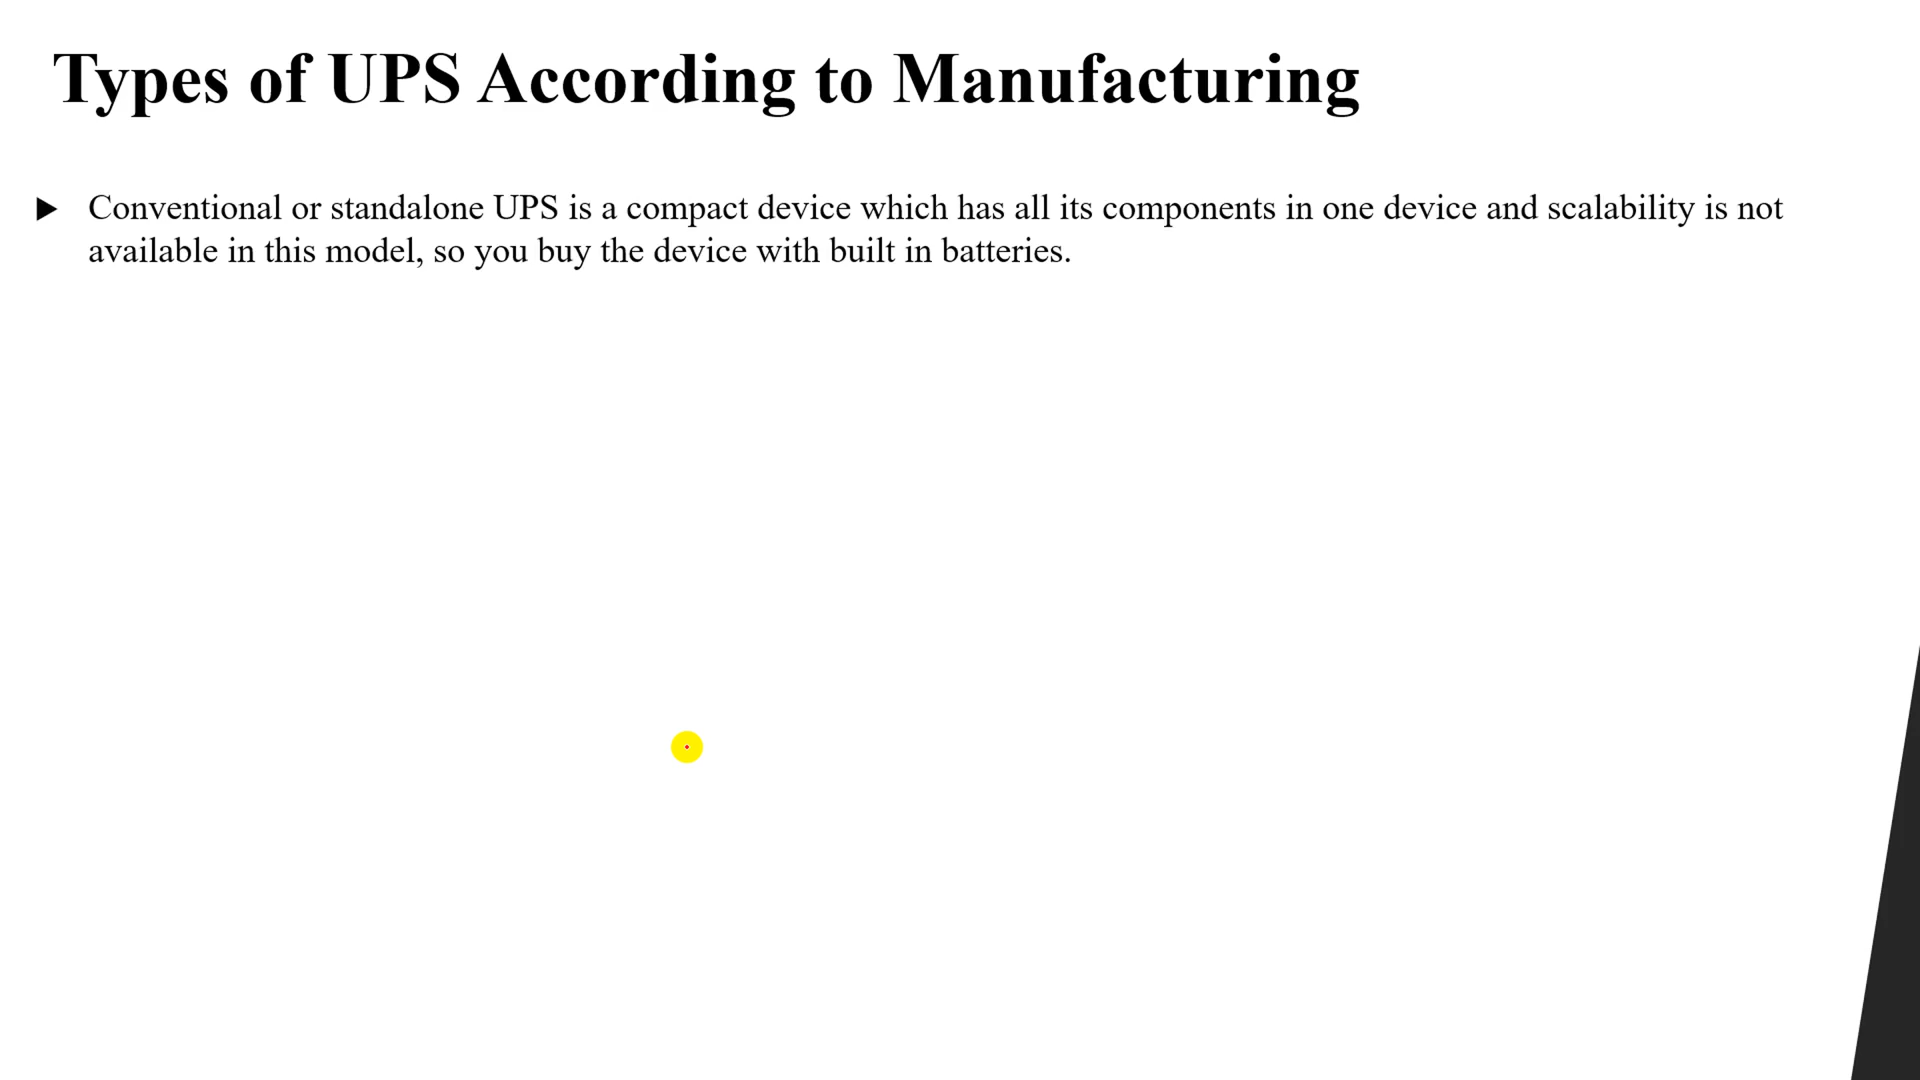 Types of UPS According to Manufacturing
Conventional or standalone UPS is a compact device which has all its components in one device and scalability is not
available in this model, so you buy the device with built in batteries.